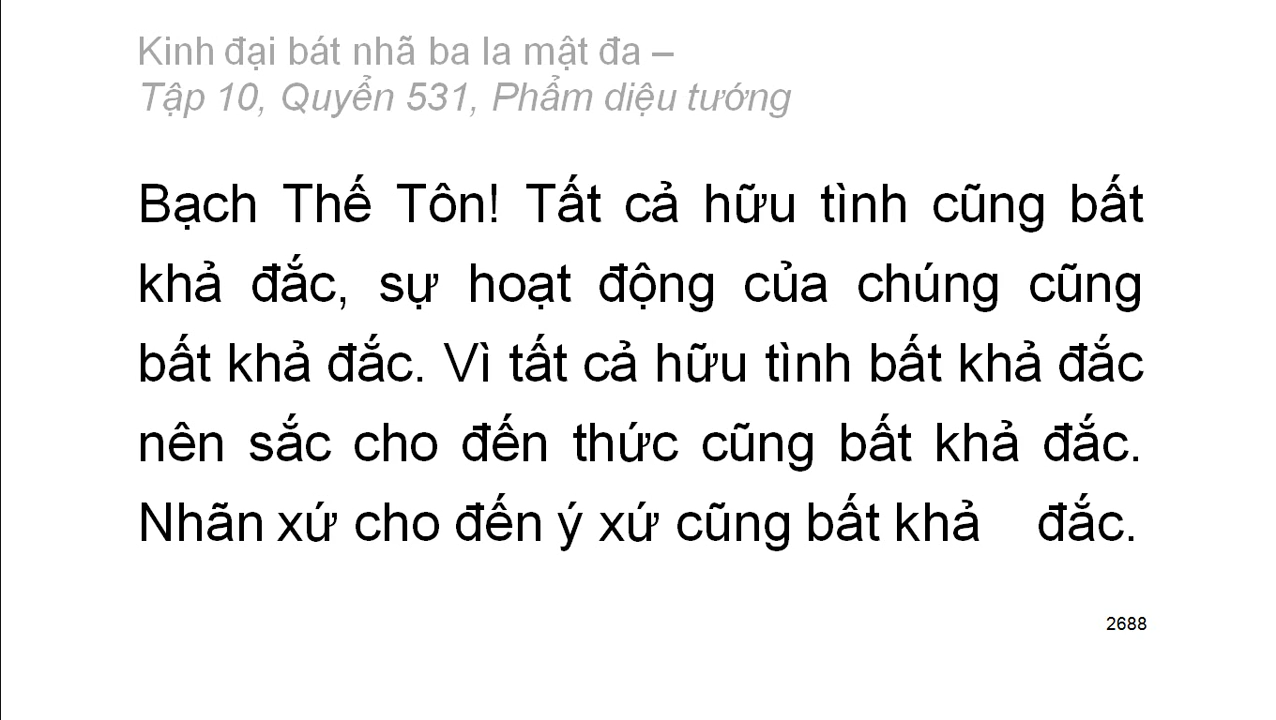 Kinh đại bát nhã ba la mật đa –
Tập 10, Quyển 531, Phẩm diệu tướng
Bạch Thế Tôn! Tất cả hữu tình cũng bất
khả đắc, sự hoạt động của chúng cũng
bất khả đắc. Vì tất cả hữu tình bất khả đắc
nên sắc cho đến thức cũng bất khả đắc.
Nhãn xứ cho đến ý xứ cũng bất khả đắc.
2688